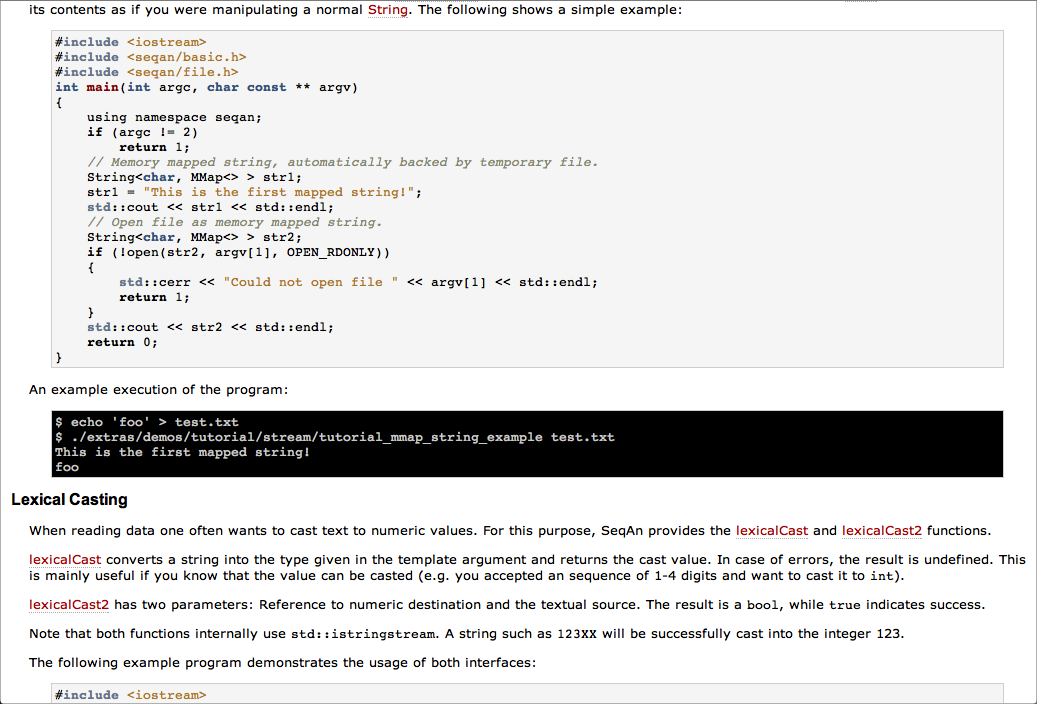 its contents as if you were manipulating a normal String. The following shows a simple example:
#include <iostream>
#include <seqan/basic.h>
#include <seqan/file.h>
int main(int argc, char const ** argv)
{
    using namespace seqan;
    if (argc != 2)
        return 1;
    // Memory mapped string, automatically backed by temporary file.
    String<char, MMap<> > str1;
    str1 = "This is the first mapped string!";
    std::cout << str1 << std::endl;
    // Open file as memory mapped string.
    String<char, MMap<> > str2;
    if (!open(str2, argv[1], OPEN_RDONLY))
    {
        std::cerr << "Could not open file " << argv[1] << std::endl;
        return 1;
    }
    std::cout << str2 << std::endl;
    return 0;
}
An example execution of the program:
$ echo 'foo' > test.txt
$ ./extras/demos/tutorial/stream/tutorial_mmap_string_example test.txt
This is the first mapped string!
foo
Lexical Casting
When reading data one often wants to cast text to numeric values. For this purpose, SeqAn provides the lexicalCast and lexicalCast2 functions.
lexicalCast converts a string into the type given in the template argument and returns the cast value. In case of errors, the result is undefined. This
is mainly useful if you know that the value can be casted (e.g. you accepted an sequence of 1-4 digits and want to cast it to int).
lexicalCast2 has two parameters: Reference to numeric destination and the textual source. The result is a bool, while true indicates success.
Note that both functions internally use std::istringstream. A string such as 123XX will be successfully cast into the integer 123.
The following example program demonstrates the usage of both interfaces:
#include <iostream>